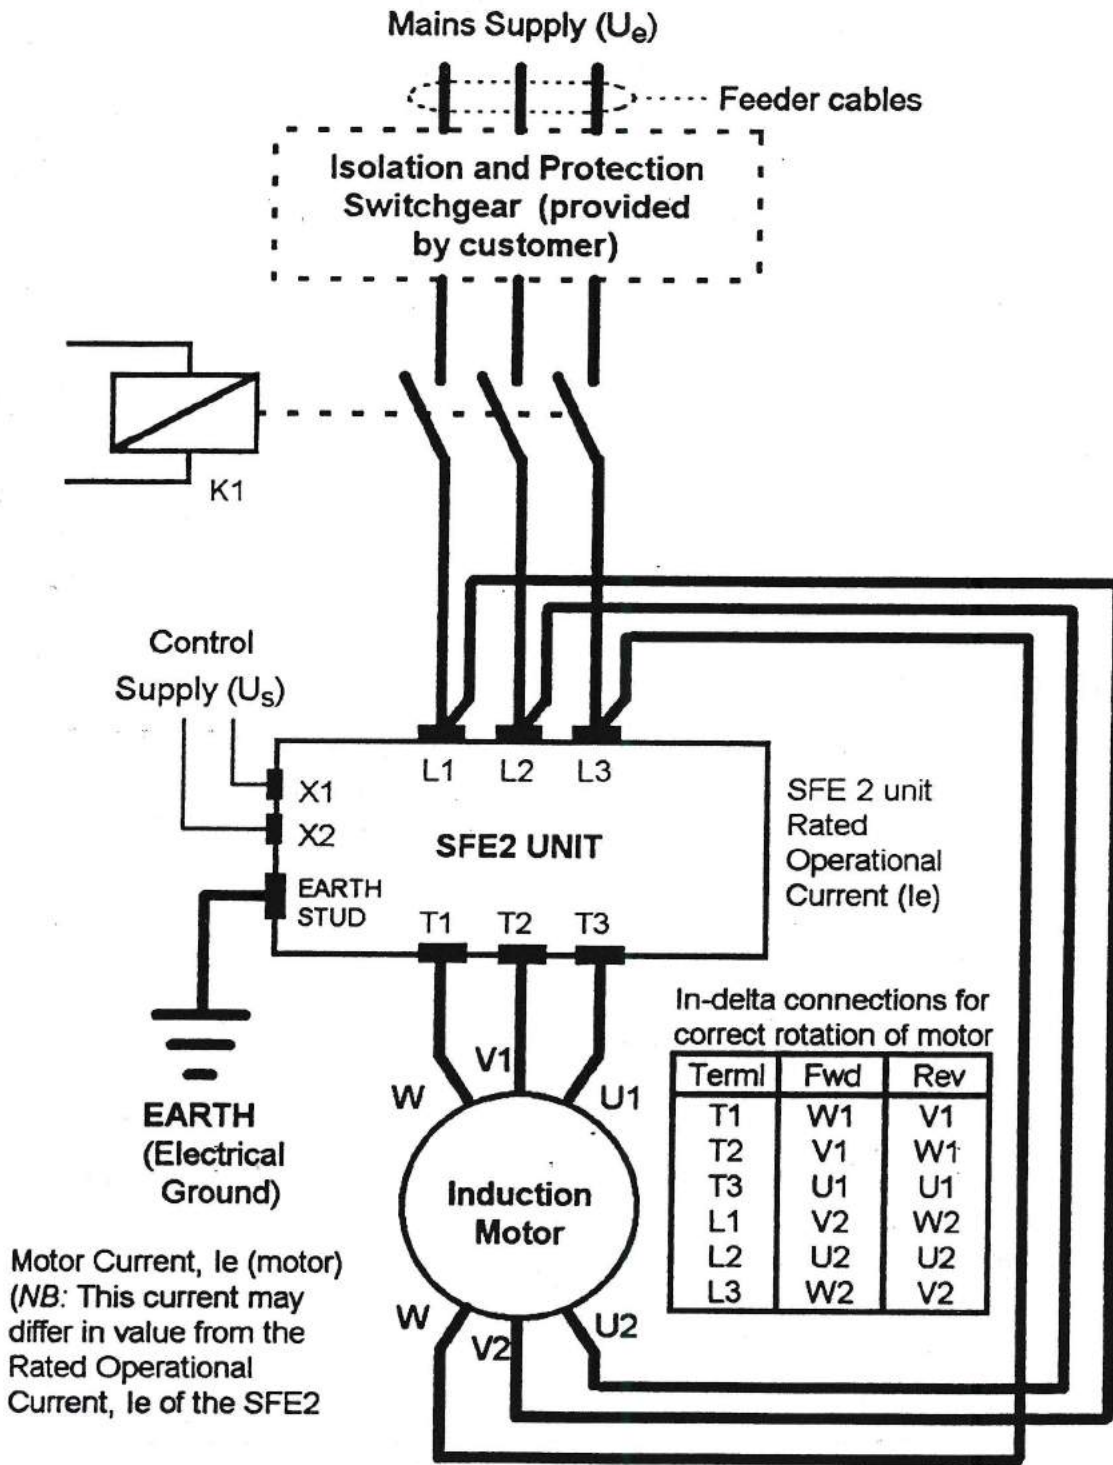 Mains Supply (Ue)
Feeder cables
Isolation and Protection
Switchgear (provided
by customer)
K1
Control
Supply (Us)
L1 L2 L3
X1
X2
SFE2 UNIT
EARTH
STUD
T1 T2 T3
SFE 2 unit
Rated
Operational
Current (Ie)
In-delta connections for
correct rotation of motor
Terml Fwd Rev
T1 W1 V1
T2 V1 W1
T3 U1 U1
L1 V2 W2
L2 U2 U2
L3 W2 V2
W V1 U1
EARTH
(Electrical
Ground)
Induction
Motor
W V2 U2
Motor Current, Ie (motor)
(NB: This current may
differ in value from the
Rated Operational
Current, Ie of the SFE2